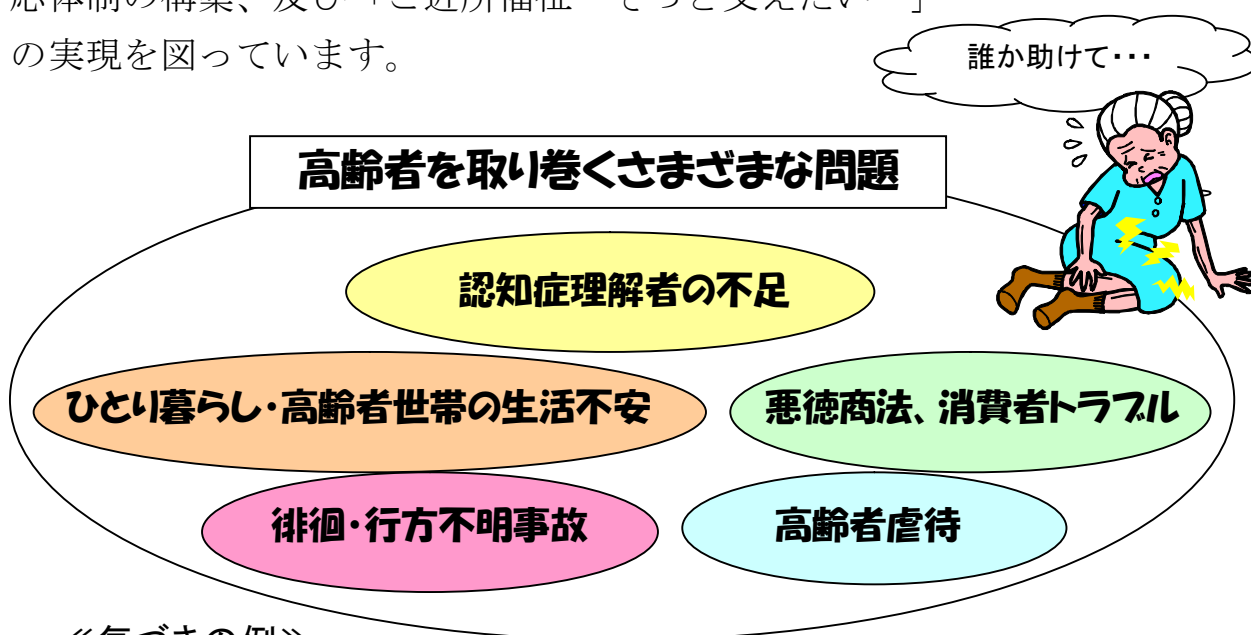 応体制の構築、及び「ご近所福祉 そっと支えたい 」
の実現を図っています。
誰か助けて・・・
高齢者を取り巻くさまざまな問題
認知症理解者の不足
ひとり暮らし・高齢者世帯の生活不安
悪徳商法、消費者トラブル
徘徊・行方不明事故
高齢者虐待
≪気づきの例≫